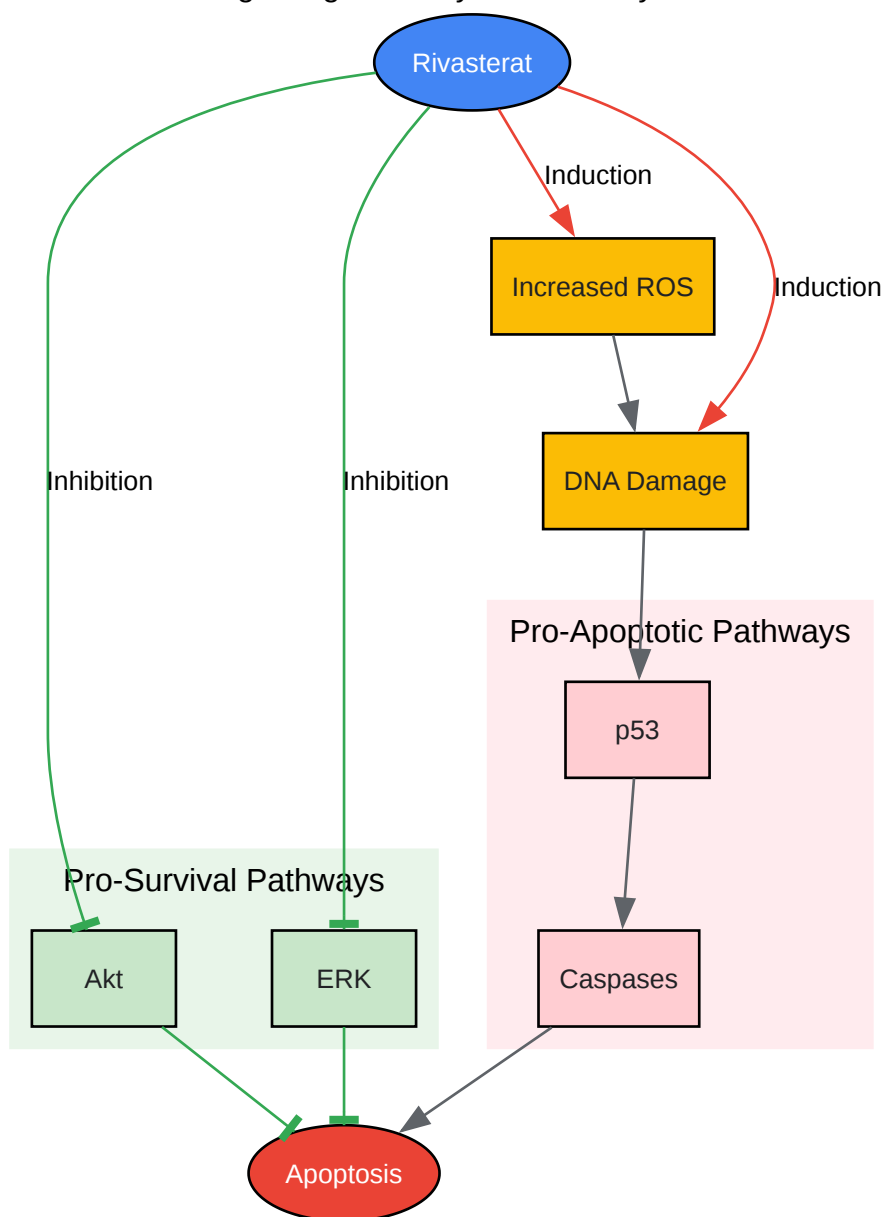 Rivasterat
Induction
Increased ROS
Induction
DNA Damage
Inhibition
Inhibition
Pro-Apoptotic Pathways
p53
Pro-Survival Pathways
Akt
ERK
Caspases
Apoptosis